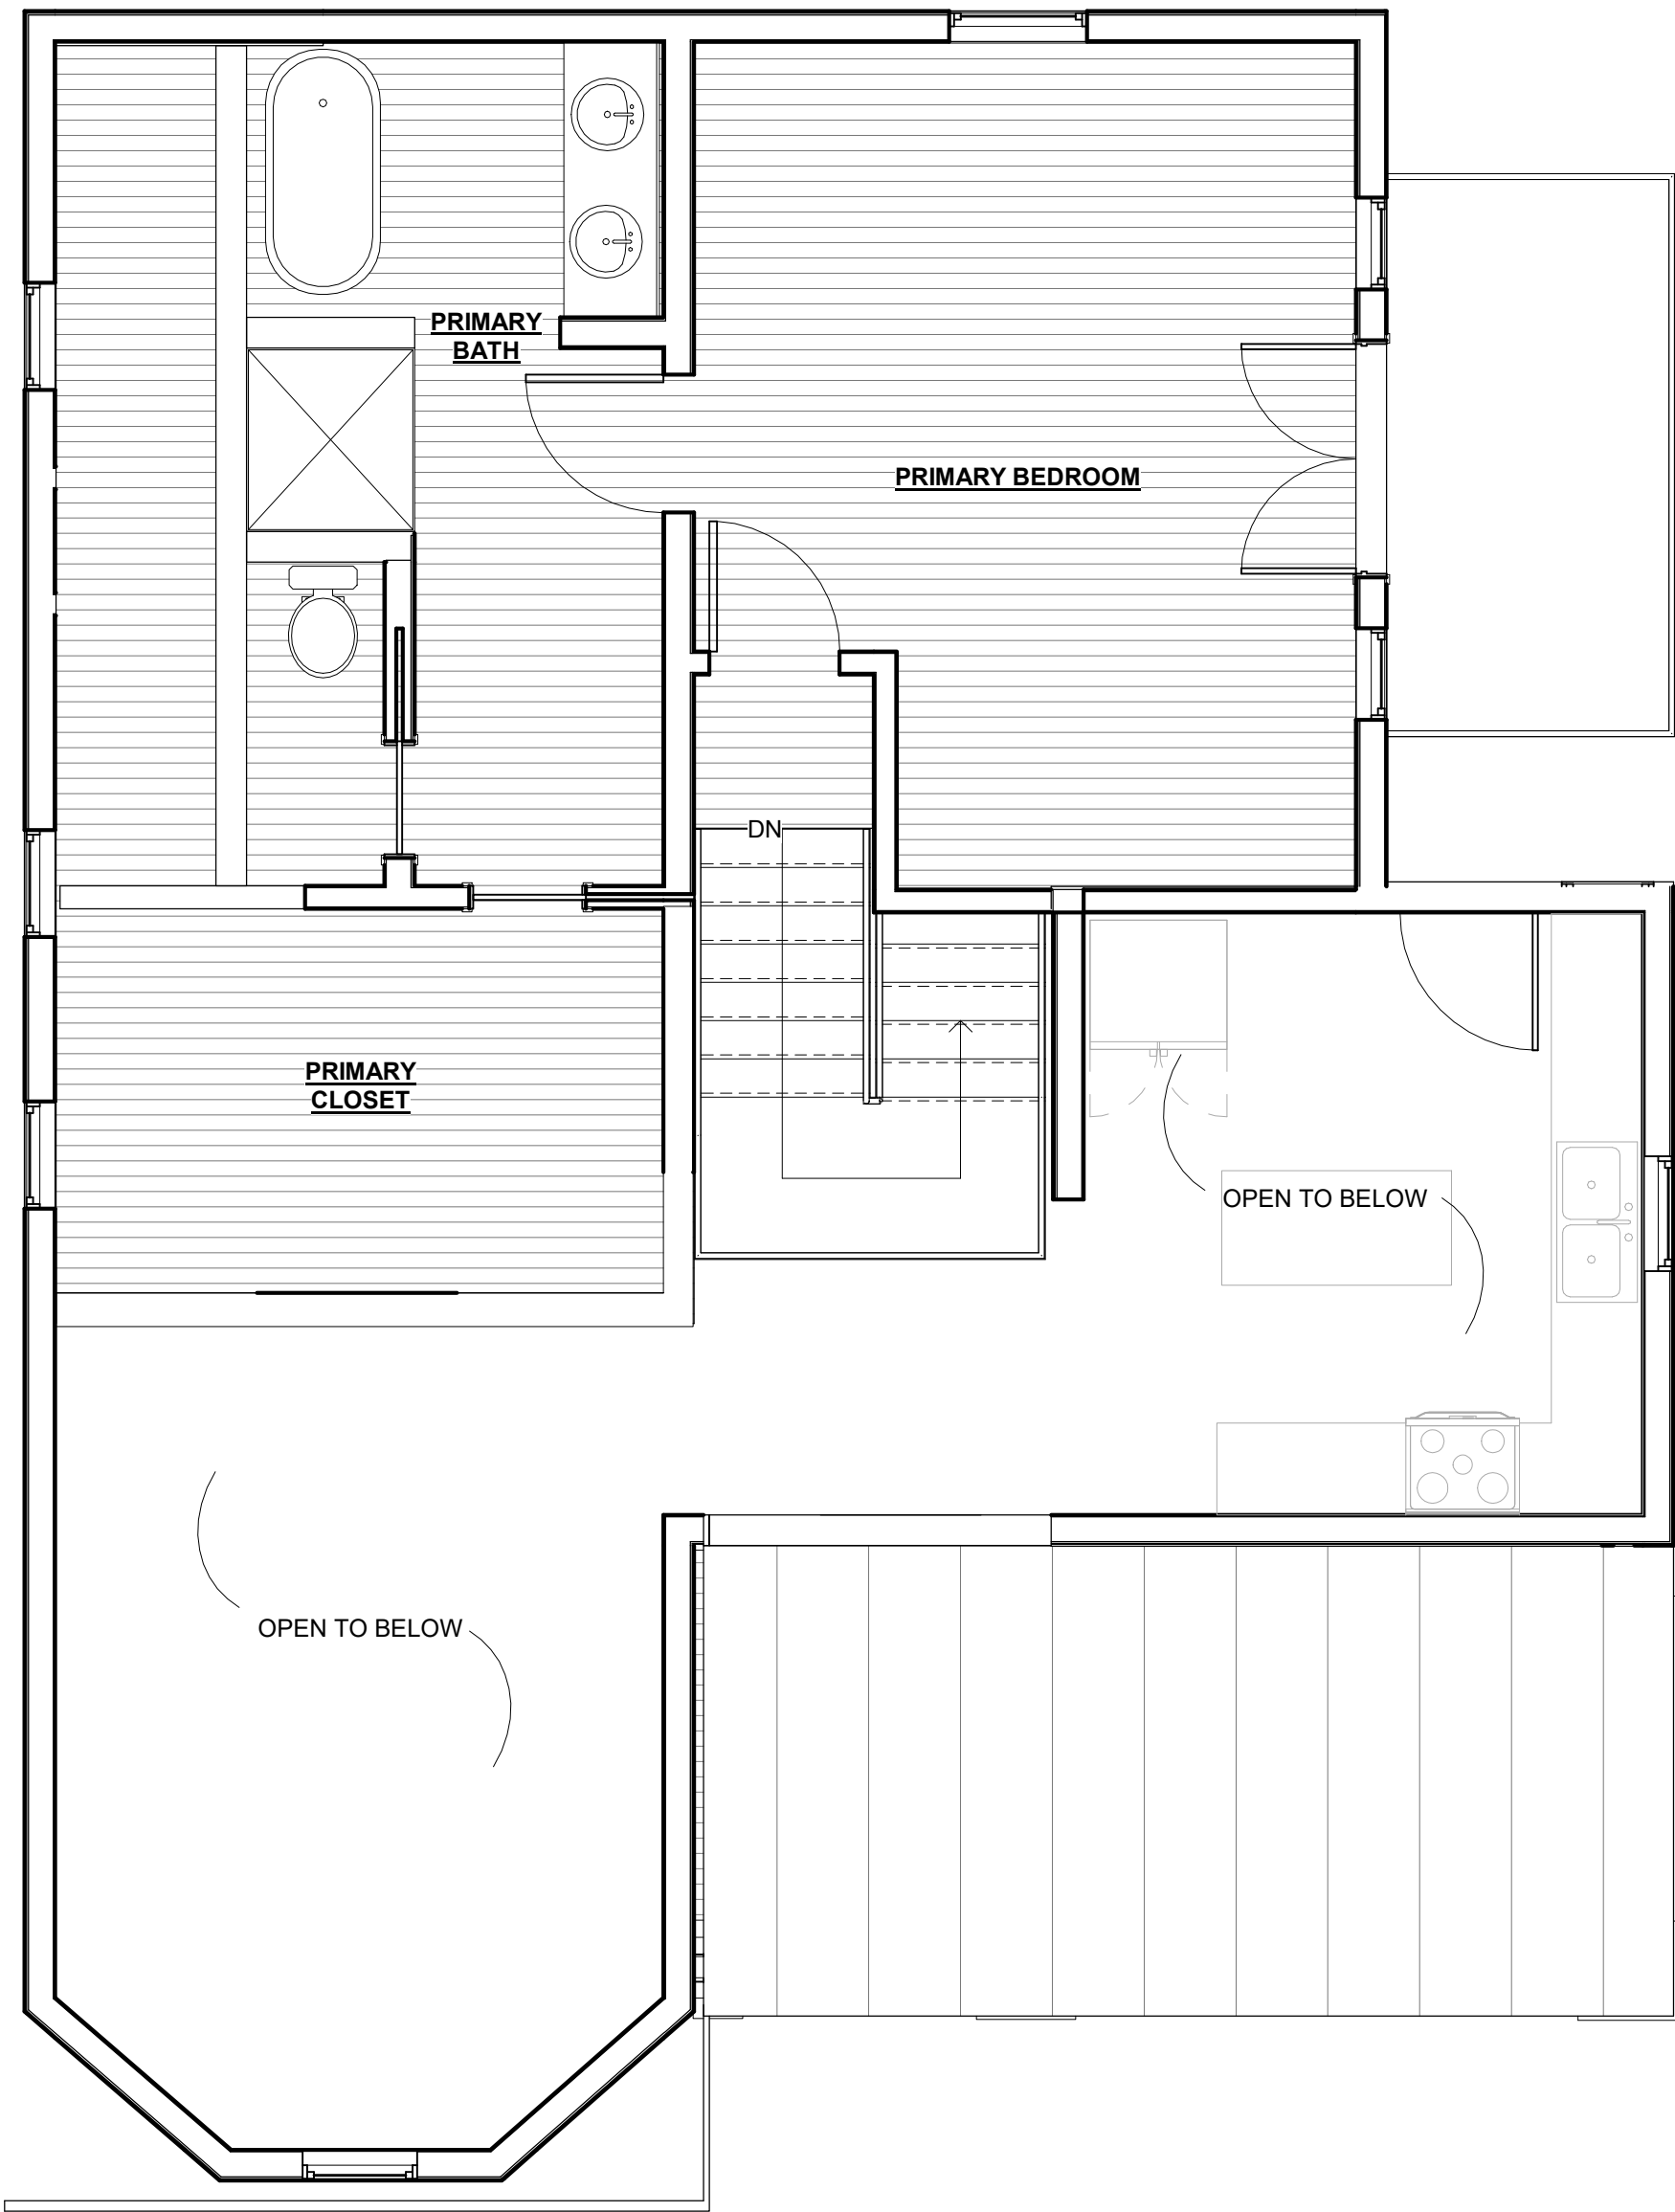 PRIMARY
BATH
PRIMARY BEDROOM
DN
PRIMARY
CLOSET
OPEN TO BELOW
OPEN TO BELOW